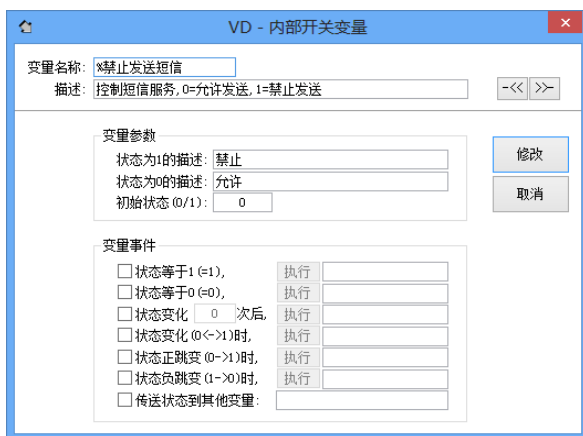 VD - 内部开关变量
变量名称: %禁止发送短信
描述: 控制短信服务, 0=允许发送, 1=禁止发送
-<< >>-
变量参数
状态为1的描述: 禁止
状态为0的描述: 允许
初始状态(0/1): 0
修改
取消
变量事件
状态等于1(=1), 执行
状态等于0(=0), 执行
状态变化 0 次后, 执行
状态变化(0<->1)时, 执行
状态正跳变(0->1)时, 执行
状态负跳变(1->0)时, 执行
传送状态到其他变量: